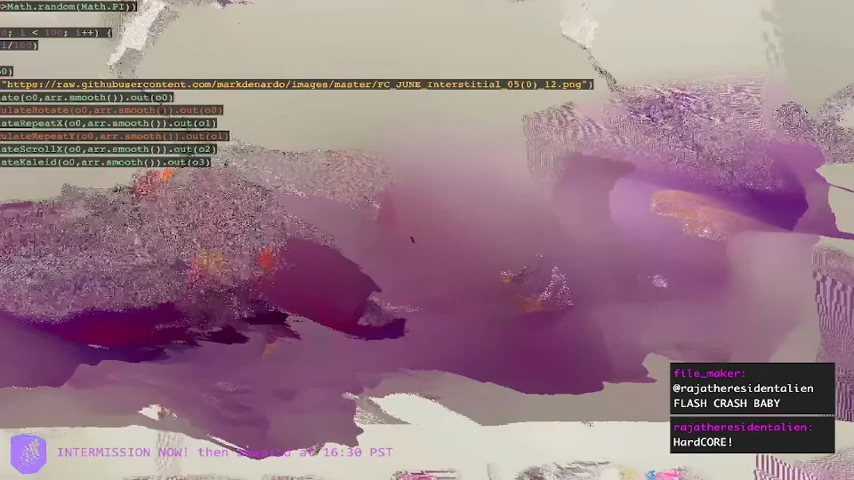 >Math.random(Math.PI))
0; i < 100; i++) {
i/100)
o0)
"https://raw.githubusercontent.com/markdenardo/images/master/FC_JUNE_Interstitial_05(0)_12.png")
ate(o0,arr.smooth()).out(o0)
ulateRotate(o0,arr.smooth()).out(o0)
ateRepeatX(o0,arr.smooth()).out(o1)
ulateRepeatY(o0,arr.smooth()).out(o1)
ateScrollX(o0,arr.smooth()).out(o2)
ateKaleid(o0,arr.smooth()).out(o3)
file_maker:
@rajatheresidentalien
FLASH CRASH BABY
rajatheresidentalien:
HardCORE!
INTERMISSION NOW! then at 16:30 PST